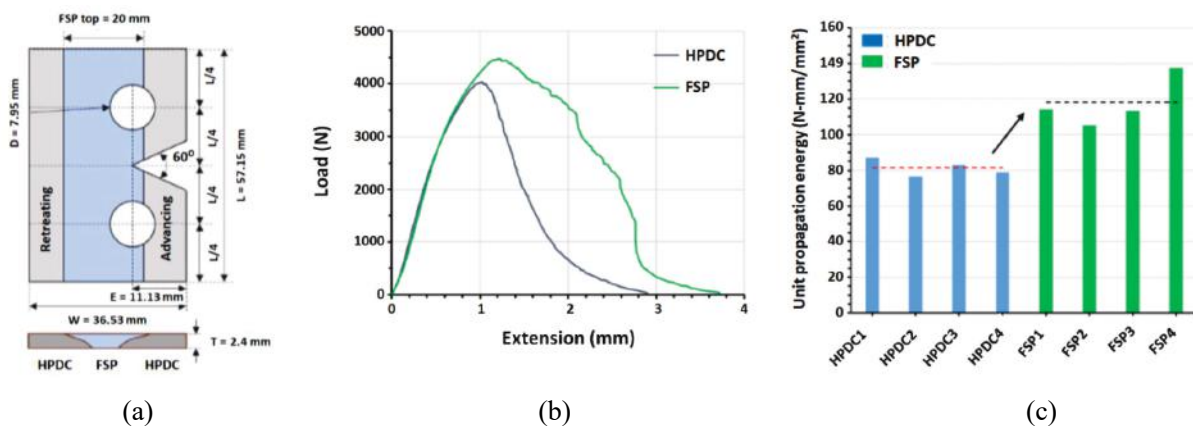 FSP top = 20 mm
D = 7.95 mm
L/4
L/4
60°
L/4
L/4
L = 57.15 mm
Retreating
Advancing
E = 11.13 mm
W = 36.53 mm
T = 2.4 mm
HPDC FSP HPDC
(a)
(b)
5000
4000
3000
2000
1000
0
Load (N)
HPDC
FSP
0 1 2 3 4
Extension (mm)
(b)
(c)
160
149
120
100
80
60
40
20
0
Unit propagation energy (N-mm/mm²)
HPDC
FSP
HPDC1 HPDC2 HPDC3 HPDC4 FSP1 FSP2 FSP3 FSP4
(c)